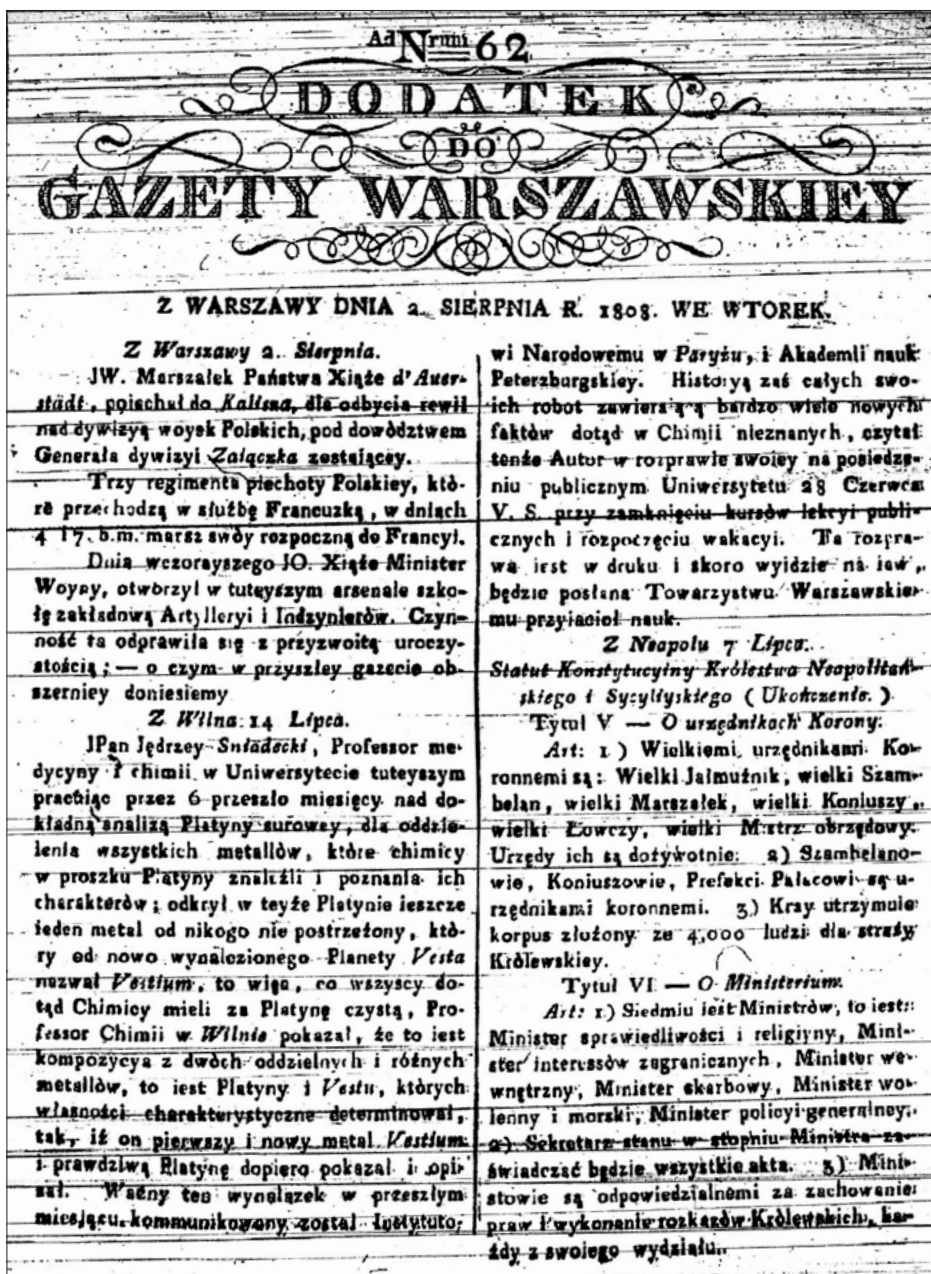 Ad Nrum 62
DODATEK
DO
GAZETY WARSZAWSKIEY
Z WARSZAWY DNIA 2. SIERPNIA R. 1808. WE WTOREK.
Z Warszawy 2. Sierpnia.
JW. Marszałek Państwa Xiąże d'Auer-
städt, poiechał do Kalisza, dla odbycia rewii
nad dywizyą woysk Polskich, pod dowództwem
Generała dywizyi Zaiączka zostaiącey.
Trzy regimenta piechoty Polskiey, któ-
re przechodzą w służbę Francuzką, w dniach
4 i 7. b.m. marsz swóy rozpoczną do Francyi.
Dnia wczorayszego JO. Xiąże Minister
Woyny, otworzył w tuteyszym arsenale szko-
łę zakładową Artylleryi i Indzynierów. Czyn-
ność ta odprawiła się z przyzwoitą uroczy-
stością; — o czym w przyszłey gazecie ob-
szerniey doniesiemy
Z Wilna 14 Lipca.
JPan Jędrzey Sniadecki, Professor me-
dycyny i chimii w Uniwersytecie tuteyszym
pracuiąc przez 6 przeszło miesięcy nad do-
kładną analizą Platyny surowey, dla oddzie-
lenia wszystkich metallów, które chimicy
w proszku Platyny znaleźli i poznania ich
charakterów; odkrył w teyże Platynie ieszcze
ieden metal od nikogo nie postrzeżony, któ-
ry od nowo wynalezionego Planety Vesta
nazwał Vestium, to więc, co wszyscy do-
tąd Chimicy mieli za Platynę czystą, Pro-
fessor Chimii w Wilnie pokazał, że to iest
kompozycya z dwóch oddzielnych i różnych
metallów, to iest Platyny i Vestu, których
własności charakterystyczne determinował,
tak, iż on pierwszy i nowy metal Vestium
i prawdziwą Platynę dopiero pokazał i opi-
sał. Ważny ten wynalazek w przeszłym
miesiącu kommunikowany został Instytuto-
wi Narodowemu w Paryżu, i Akademii nauk
Peterzburgskiey. Historyą zaś całych swo-
ich robot zawieraiącą bardzo wiele nowych
faktów dotąd w Chimii nieznanych, czytał
tenże Autor w rozprawie swoiey na posiedze-
niu publicznym Uniwersytetu 28 Czerwca
V. S. przy zamknięciu kursów lekcyi publi-
cznych i rozpoczęciu wakacyi. Ta rozpra-
wa iest w druku i skoro wyidzie na iaw,
będzie posłana Towarzystwu Warszawskie-
mu przyiaciol nauk.
Z Neapolu 7 Lipca.
Statut Konstytucyiny Królestwa Neapolitań-
skiego i Sycyliyskiego (Ukończenie.)
Tytuł V — O urzędnikach Korony.
Art: 1) Wielkiemi urzędnikami Ko-
ronnemi są: Wielki Jałmużnik, wielki Szam-
belan, wielki Marszałek, wielki Koniuszy,
wielki Łowczy, wielki Mistrz obrzędowy.
Urzędy ich są dożywotnie. 2) Szambelano-
wie, Koniuszowie, Prefekci Pałacowi są u-
rzędnikami koronnemi. 3) Kray utrzymuie
korpus złożony ze 4,000 ludzi dla straży
Królewskiey.
Tytuł VI — O Ministerium.
Art: 1) Siedmiu iest Ministrów, to iest:
Minister sprawiedliwości i religiyny, Mini-
ster interessów zagranicznych, Minister we-
wnętrzny, Minister skarbowy, Minister wo-
ienny i morski, Minister policyi generalney.
2) Sekretarz stanu w stopniu Ministra za-
świadczać będzie wszystkie akta. 3) Mini-
strowie są odpowiedzialnemi za zachowanie
praw i wykonanie rozkazów Królewskich, ka-
żdy z swoiego wydziału.